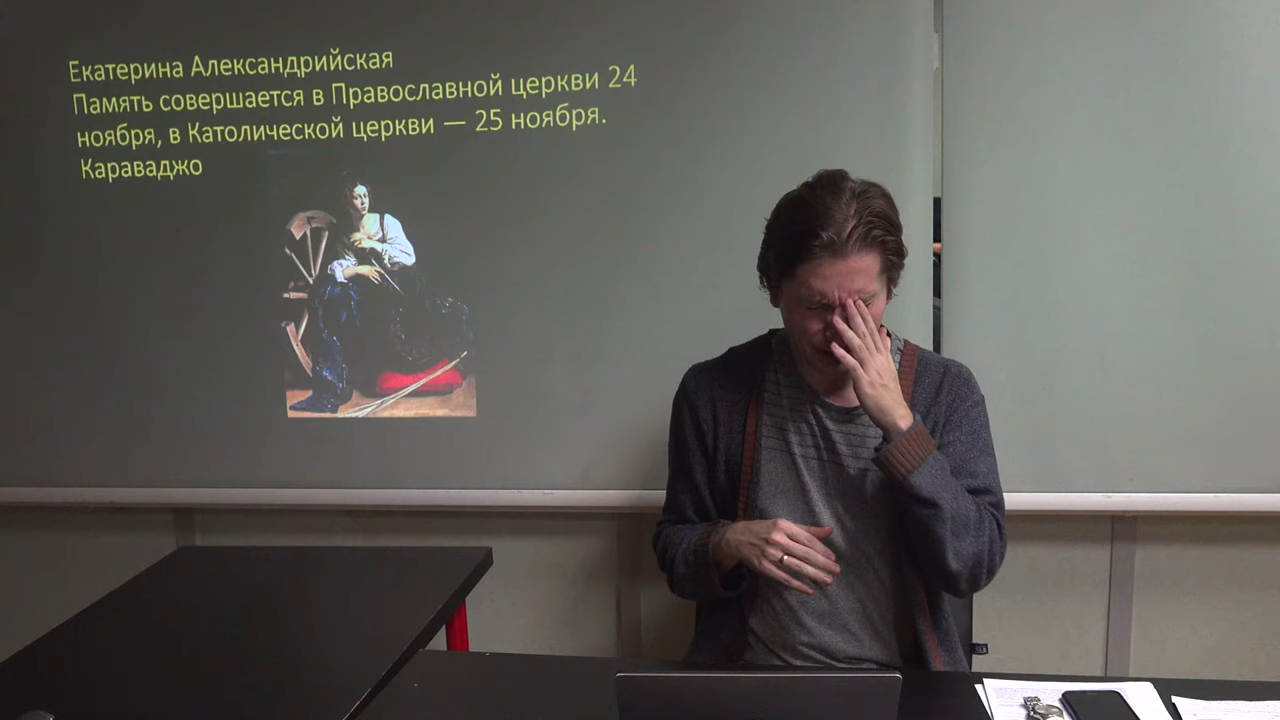 Екатерина Александрийская
Память совершается в Православной церкви 24
ноября, в Католической церкви — 25 ноября.
Караваджо